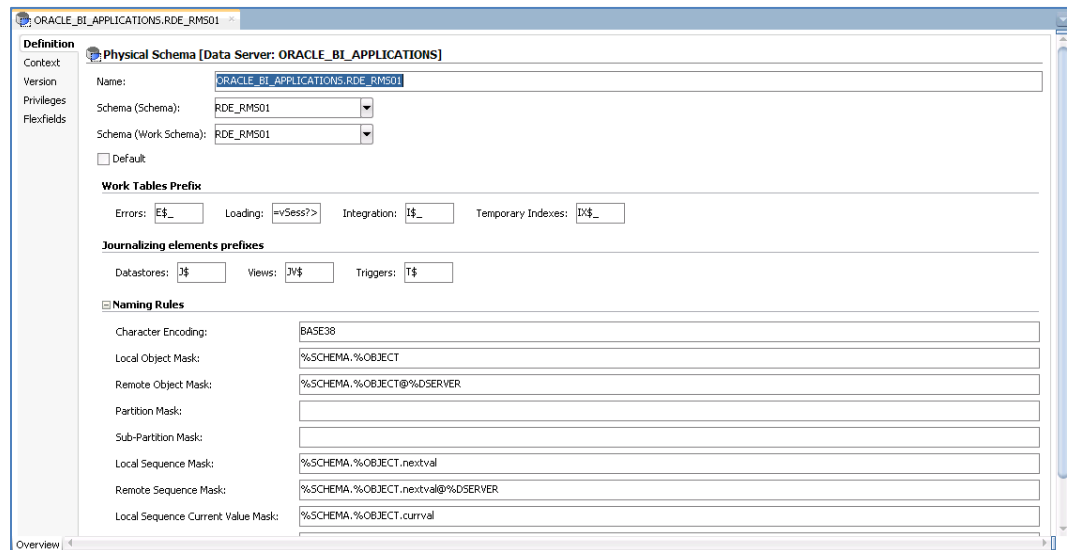 ORACLE_BI_APPLICATIONS.RDE_RMS01
Definition
Context
Version
Privileges
Flexfields
Physical Schema [Data Server: ORACLE_BI_APPLICATIONS]
Name: ORACLE_BI_APPLICATIONS.RDE_RMS01
Schema (Schema): RDE_RMS01
Schema (Work Schema): RDE_RMS01
Default
Work Tables Prefix
Errors: E$_ Loading: =vSess?> Integration: I$_ Temporary Indexes: IX$_
Journalizing elements prefixes
Datastores: J$ Views: JV$ Triggers: T$
Naming Rules
Character Encoding: BASE38
Local Object Mask: %SCHEMA.%OBJECT
Remote Object Mask: %SCHEMA.%OBJECT@%DSERVER
Partition Mask:
Sub-Partition Mask:
Local Sequence Mask: %SCHEMA.%OBJECT.nextval
Remote Sequence Mask: %SCHEMA.%OBJECT.nextval@%DSERVER
Local Sequence Current Value Mask: %SCHEMA.%OBJECT.currval
Overview